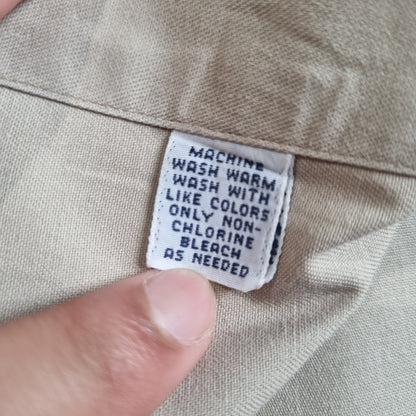 MACHINE
WASH WARM
WASH WITH
LIKE COLORS
ONLY NON-
CHLORINE
BLEACH
AS NEEDED